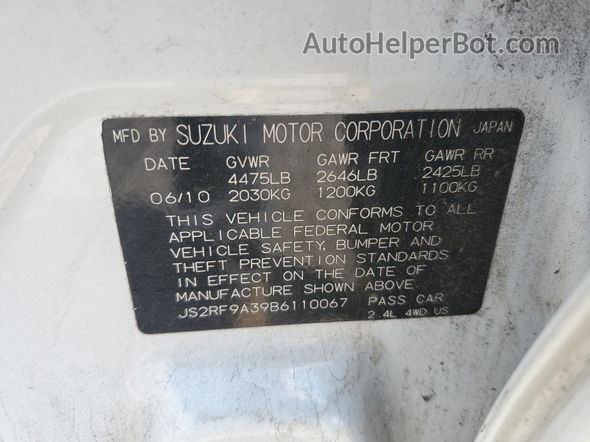 AutoHelperBot.com
MFD BY SUZUKI MOTOR CORPORATION JAPAN
DATE GVWR GAWR FRT GAWR RR
4475LB 2646LB 2425LB
06/10 2030KG 1200KG 1100KG
THIS VEHICLE CONFORMS TO ALL
APPLICABLE FEDERAL MOTOR
VEHICLE SAFETY, BUMPER AND
THEFT PREVENTION STANDARDS
IN EFFECT ON THE DATE OF
MANUFACTURE SHOWN ABOVE.
JS2RF9A39B6110067 PASS CAR
2.4L 4WD US